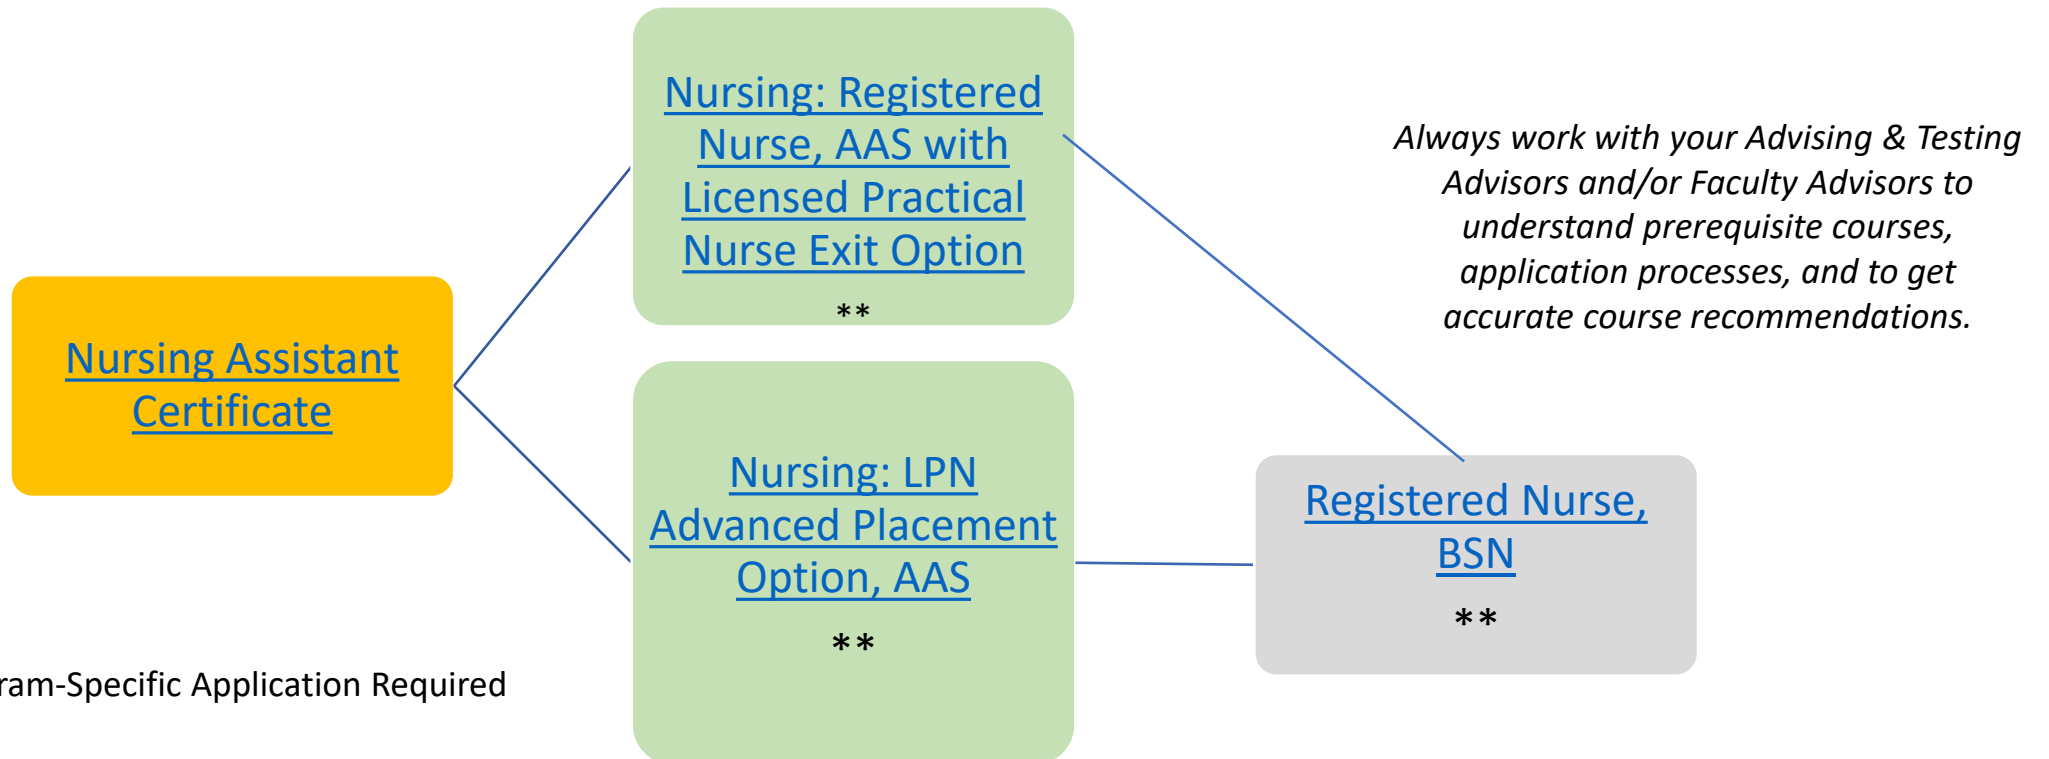 Nursing: Registered
Nurse, AAS with
Licensed Practical
Nurse Exit Option
**
Always work with your Advising & Testing
Advisors and/or Faculty Advisors to
understand prerequisite courses,
application processes, and to get
accurate course recommendations.
Nursing Assistant
Certificate
Nursing: LPN
Advanced Placement
Option, AAS
**
Registered Nurse,
BSN
**
ram-Specific Application Required